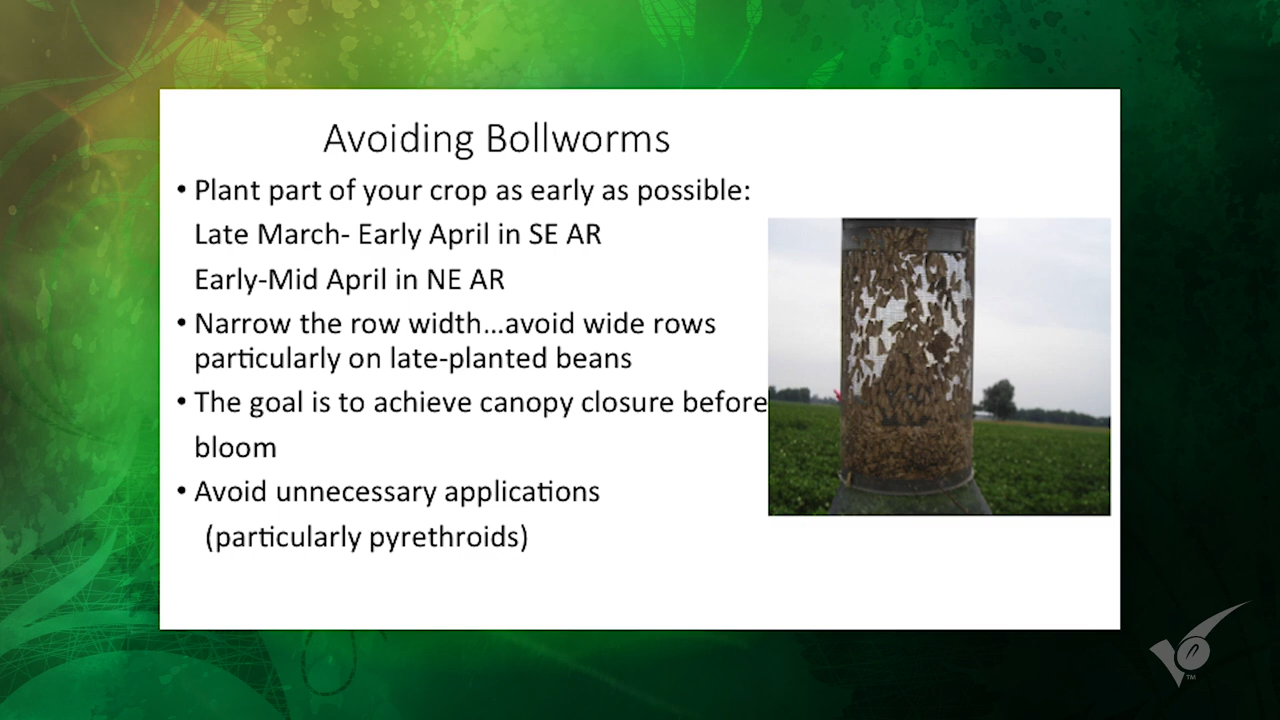 Avoiding Bollworms
• Plant part of your crop as early as possible:
Late March- Early April in SE AR
Early-Mid April in NE AR
• Narrow the row width...avoid wide rows
particularly on late-planted beans
• The goal is to achieve canopy closure before
bloom
• Avoid unnecessary applications
(particularly pyrethroids)
TM